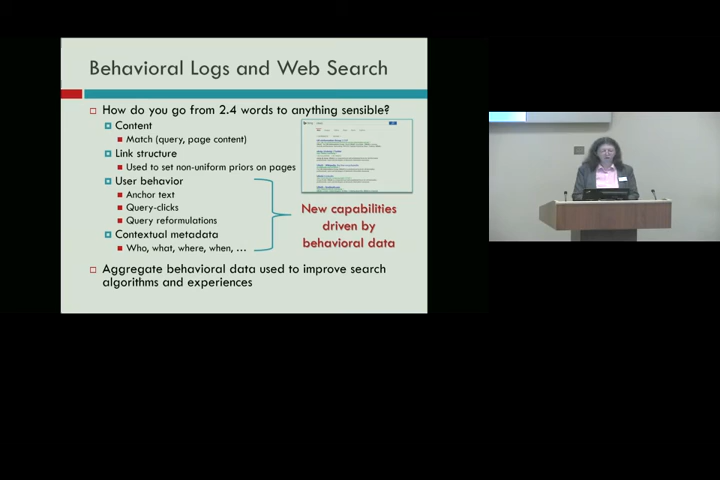 Behavioral Logs and Web Search
How do you go from 2.4 words to anything sensible?
Content
Match (query, page content)
Link structure
Used to set non-uniform priors on pages
User behavior
Anchor text
Query-clicks
Query reformulations
Contextual metadata
Who, what, where, when, …
New capabilities
driven by
behavioral data
Aggregate behavioral data used to improve search
algorithms and experiences